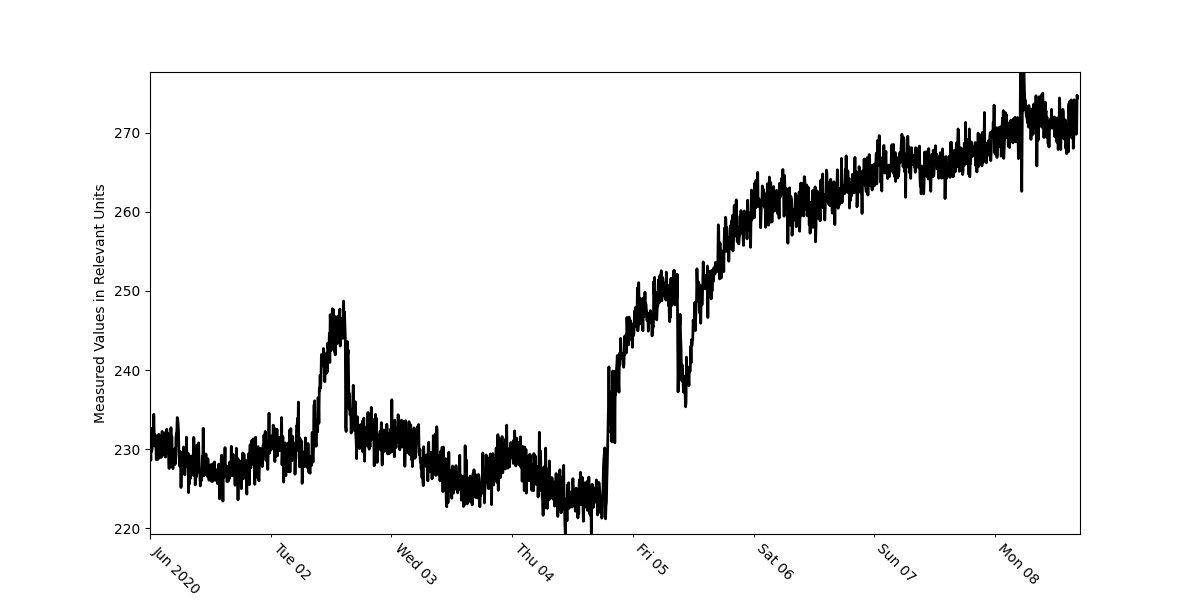 Measured Values in Relevant Units
270
260
250
240
230
220
Jun 2020
Tue 02
Wed 03
Thu 04
Fri 05
Sat 06
Sun 07
Mon 08